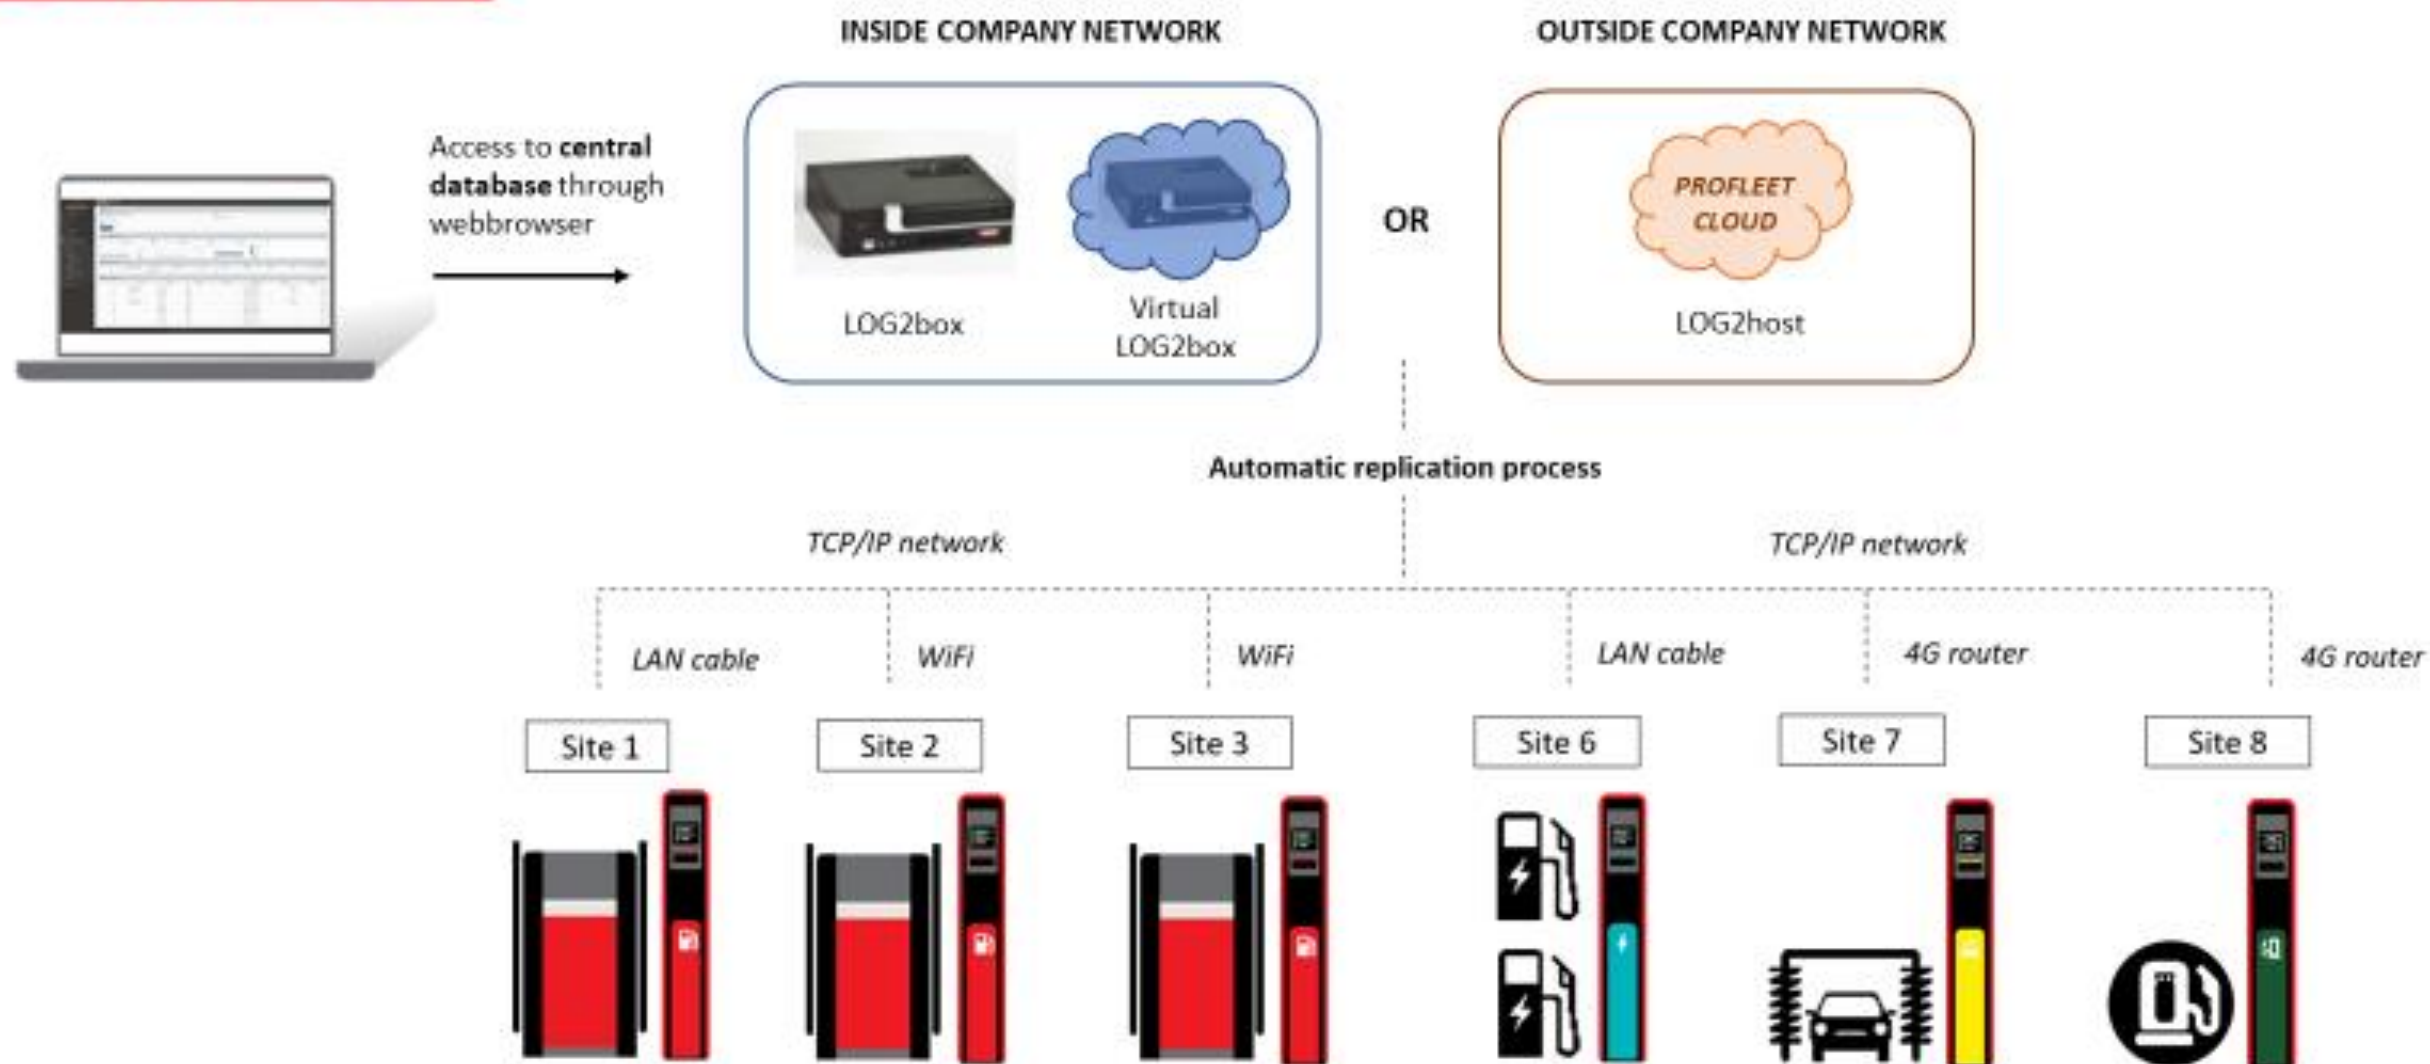 INSIDE COMPANY NETWORK
OUTSIDE COMPANY NETWORK
Access to central
database through
webbrowser
LOG2box
Virtual
LOG2box
OR
PROFLEET
CLOUD
LOG2host
Automatic replication process
TCP/IP network
TCP/IP network
LAN cable
WiFi
WiFi
LAN cable
4G router
4G router
Site 1
Site 2
Site 3
Site 6
Site 7
Site 8